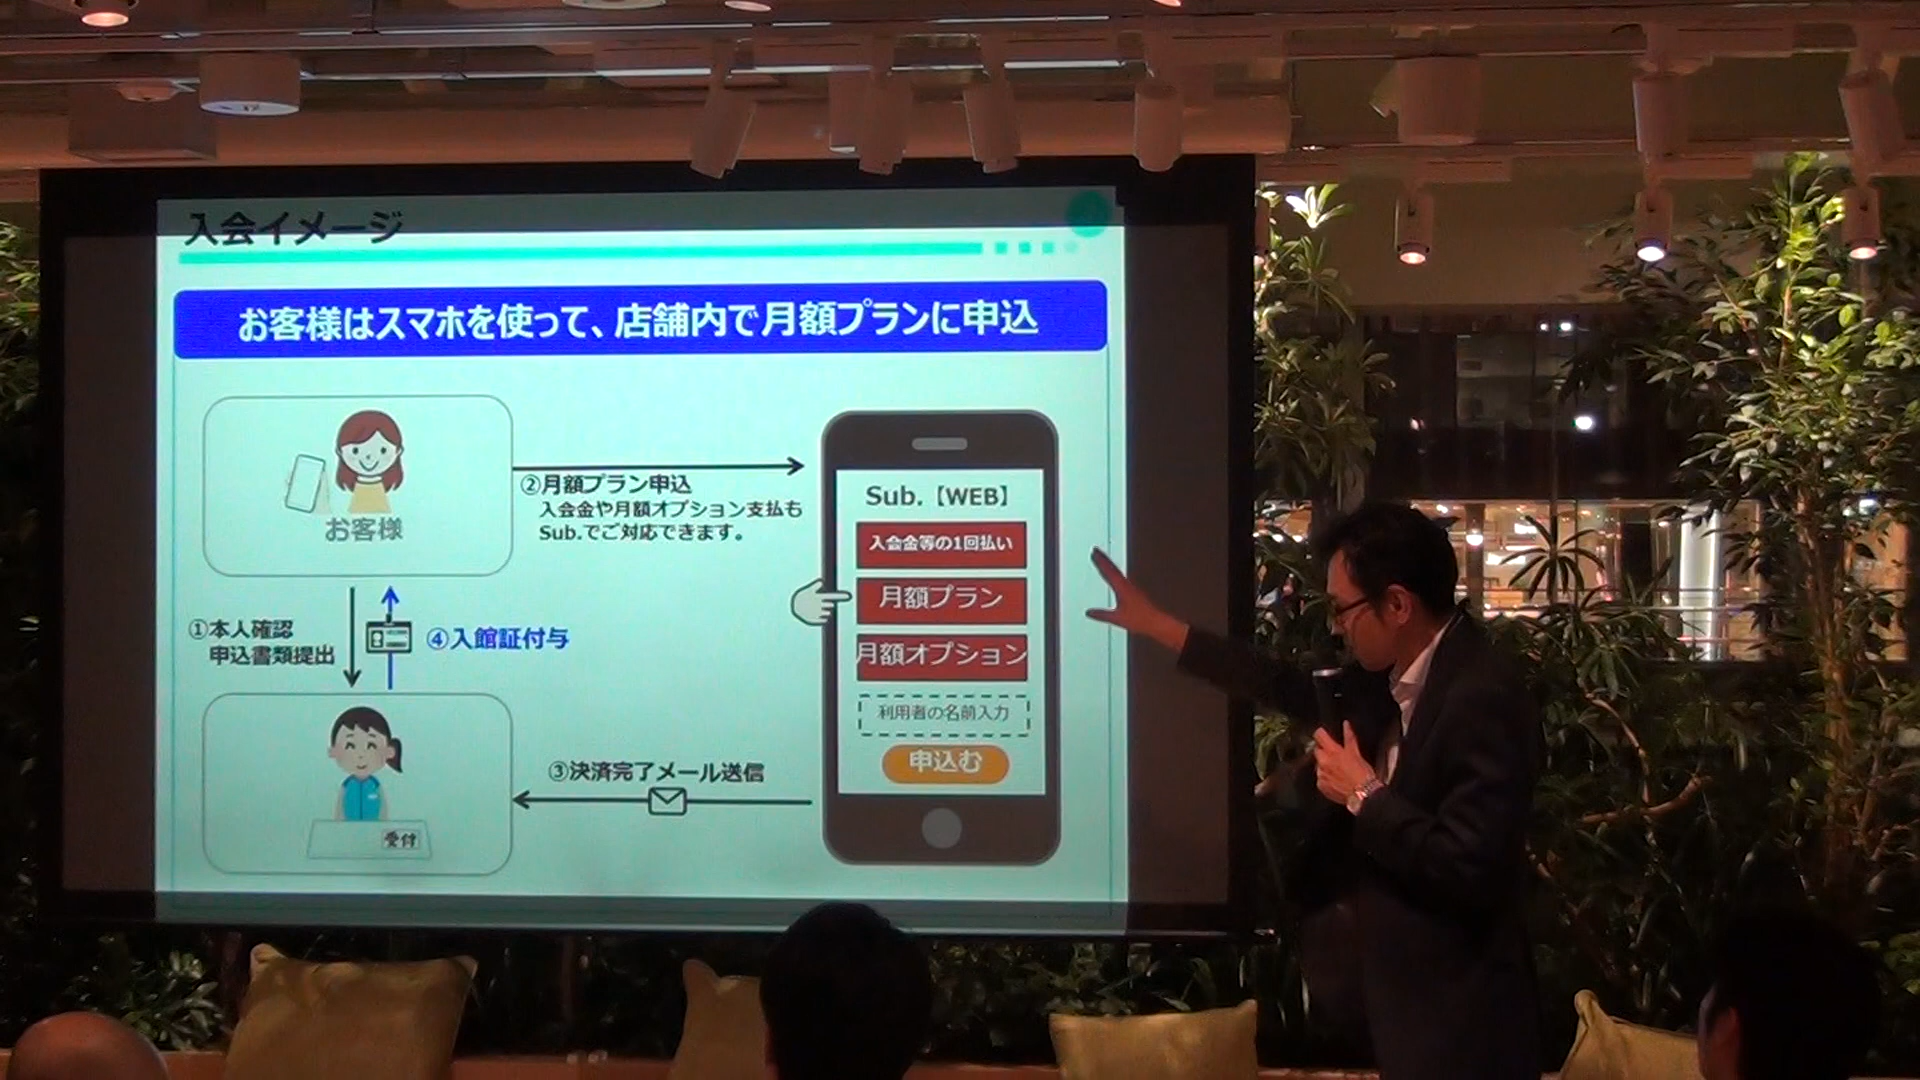 入会イメージ
お客様はスマホを使って、店舗内で月額プランに申込
お客様
②月額プラン申込
入会金や月額オプション支払も
Sub.でご対応できます。
Sub.【WEB】
入会金等の1回払い
月額プラン
月額オプション
利用者の名前入力
申込む
①本人確認
申込書類提出
④入館証付与
③決済完了メール送信
受付